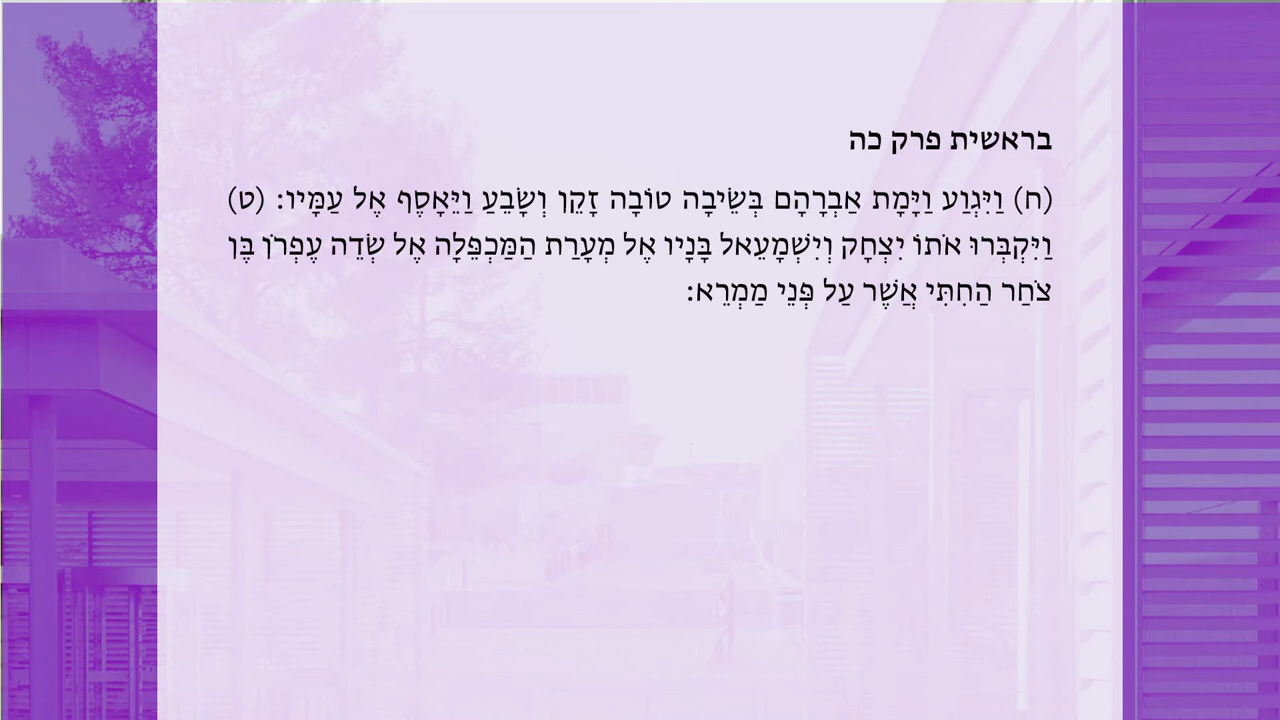 בראשית פרק כה
(ח) וַיִּגְוַע וַיָּמָת אַבְרָהָם בְּשֵׂיבָה טוֹבָה זָקֵן וְשָׂבֵעַ וַיֵּאָסֶף אֶל עַמָּיו: (ט)
וַיִּקְבְּרוּ אֹתוֹ יִצְחָק וְיִשְׁמָעֵאל בָּנָיו אֶל מְעָרַת הַמַּכְפֵּלָה אֶל שְׂדֵה עֶפְרֹן בֶּן
צֹחַר הַחִתִּי אֲשֶׁר עַל פְּנֵי מַמְרֵא: